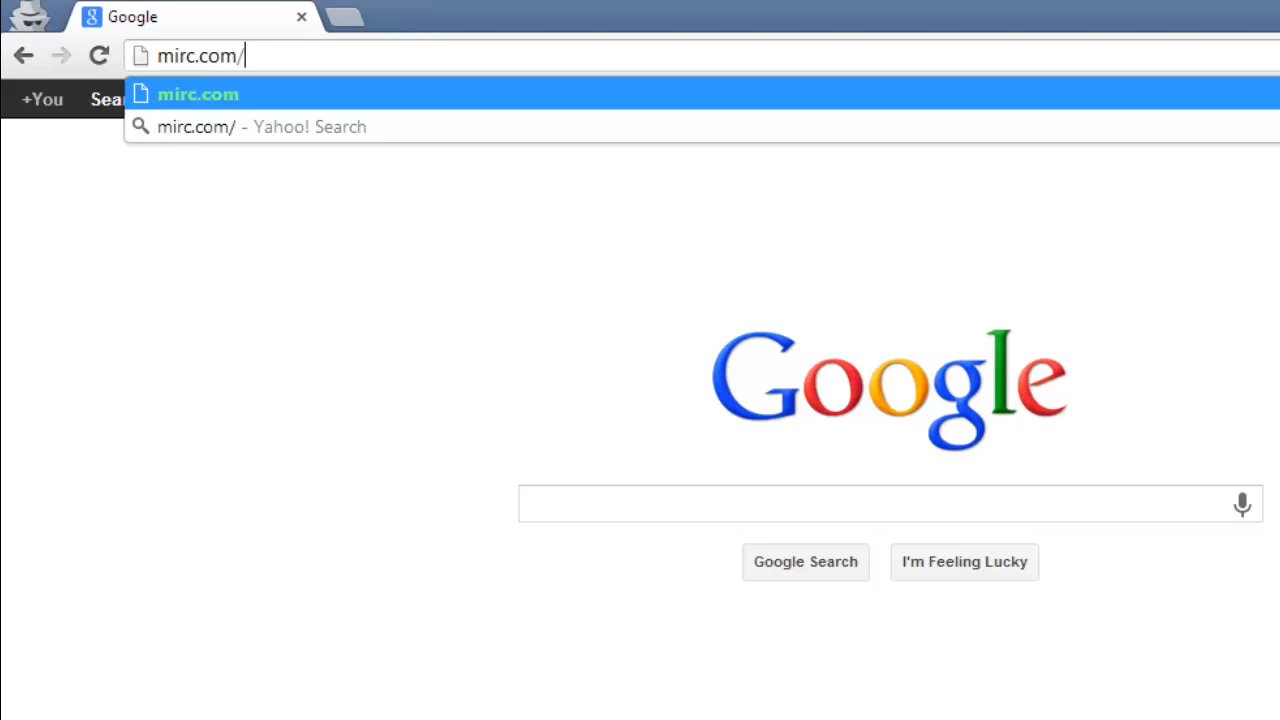 Google
mirc.com/
+You Sea
mirc.com
mirc.com/ - Yahoo! Search
Google
Google Search
I'm Feeling Lucky